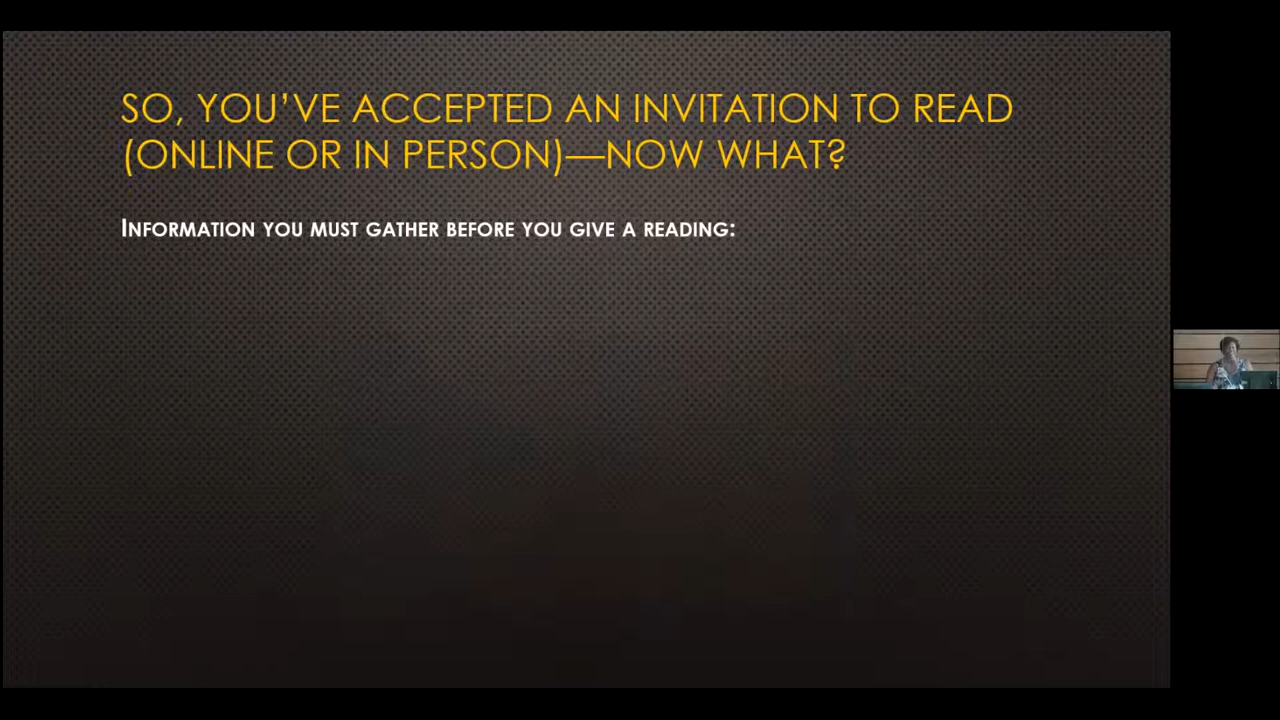 SO, YOU’VE ACCEPTED AN INVITATION TO READ
(ONLINE OR IN PERSON)—NOW WHAT?
INFORMATION YOU MUST GATHER BEFORE YOU GIVE A READING: